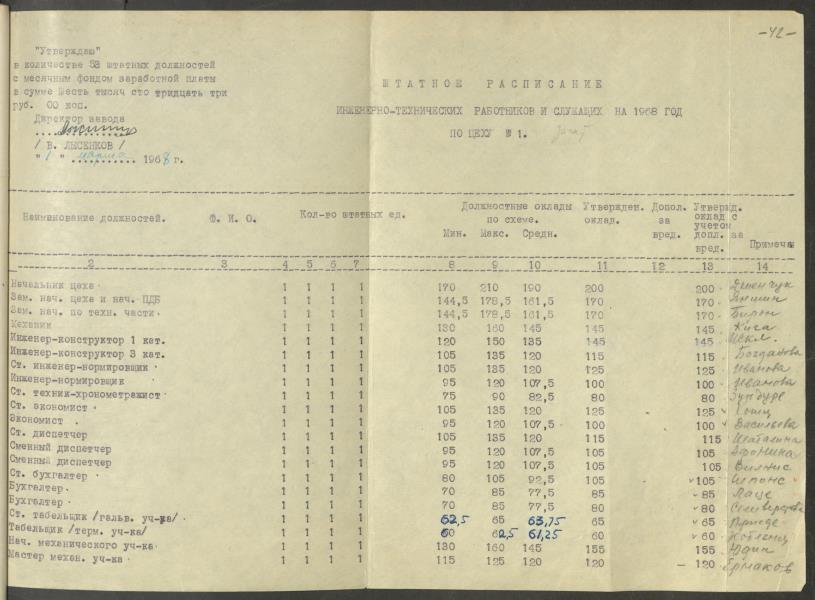 -42-
"Утверждаю"
в количестве 53 штатных должностей
с месячным фондом заработной платы
в сумме Шесть тысяч сто тридцать три
руб. 00 коп.
Директор завода
/ В. ЛЫСЕНКОВ /
"1" марта 1968 г.
ШТАТНОЕ РАСПИСАНИЕ
ИНЖЕНЕРНО-ТЕХНИЧЕСКИХ РАБОТНИКОВ И СЛУЖАЩИХ НА 1968 ГОД
ПО ЦЕХУ № 1.
Наименование должностей. Ф. И. О. Кол-во штатных ед. Должностные оклады по схеме. Мин. Макс. Средн. Утвержден. оклад. Допол. за вред. Утвержд. оклад с учетом допл. за вред. Примечан
2 3 4 5 6 7 8 9 10 11 12 13 14
Начальник цеха 1 1 1 1 170 210 190 200 200
Зам. нач. цеха и нач. ПДБ 1 1 1 1 144,5 178,5 161,5 170 170 Яншин
Зам. нач. по техн. части 1 1 1 1 144,5 178,5 161,5 170 170 Бирон
Механик 1 1 1 1 130 160 145 145 145
Инженер-конструктор 1 кат. 1 1 1 1 120 150 135 145 145
Инженер-конструктор 3 кат. 1 1 1 1 105 135 120 115 115 Богданова
Ст. инженер-нормировщик 1 1 1 1 105 135 120 125 125 Иванова
Инженер-нормировщик 1 1 1 1 95 120 107,5 100 100 Иванова
Ст. техник-хронометражист 1 1 1 1 75 90 82,5 80 80
Ст. экономист 1 1 1 1 105 135 120 125 125
Экономист 1 1 1 1 95 120 107,5 100 100 Васильева
Ст. диспетчер 1 1 1 1 105 135 120 115 115 Шаталина
Сменный диспетчер 1 1 1 1 95 120 107,5 105 105 Афонина
Сменный диспетчер 1 1 1 1 95 120 107,5 105 105
Ст. бухгалтер 1 1 1 1 80 105 92,5 105 105
Бухгалтер 1 1 1 1 70 85 77,5 85 85 Лаце
Бухгалтер 1 1 1 1 70 85 77,5 80 80 Селиверстова
Ст. табельщик /гальв. уч-ка/ 1 1 1 1 62,5 65 63,75 65 65 Приеде
Табельщик /терм. уч-ка/ 1 1 1 1 60 62,5 61,25 60 60
Нач. механического уч-ка 1 1 1 1 130 160 145 155 155 Юдин
Мастер механ. уч-ка 1 1 1 1 115 125 120 120 – 120 Ермаков